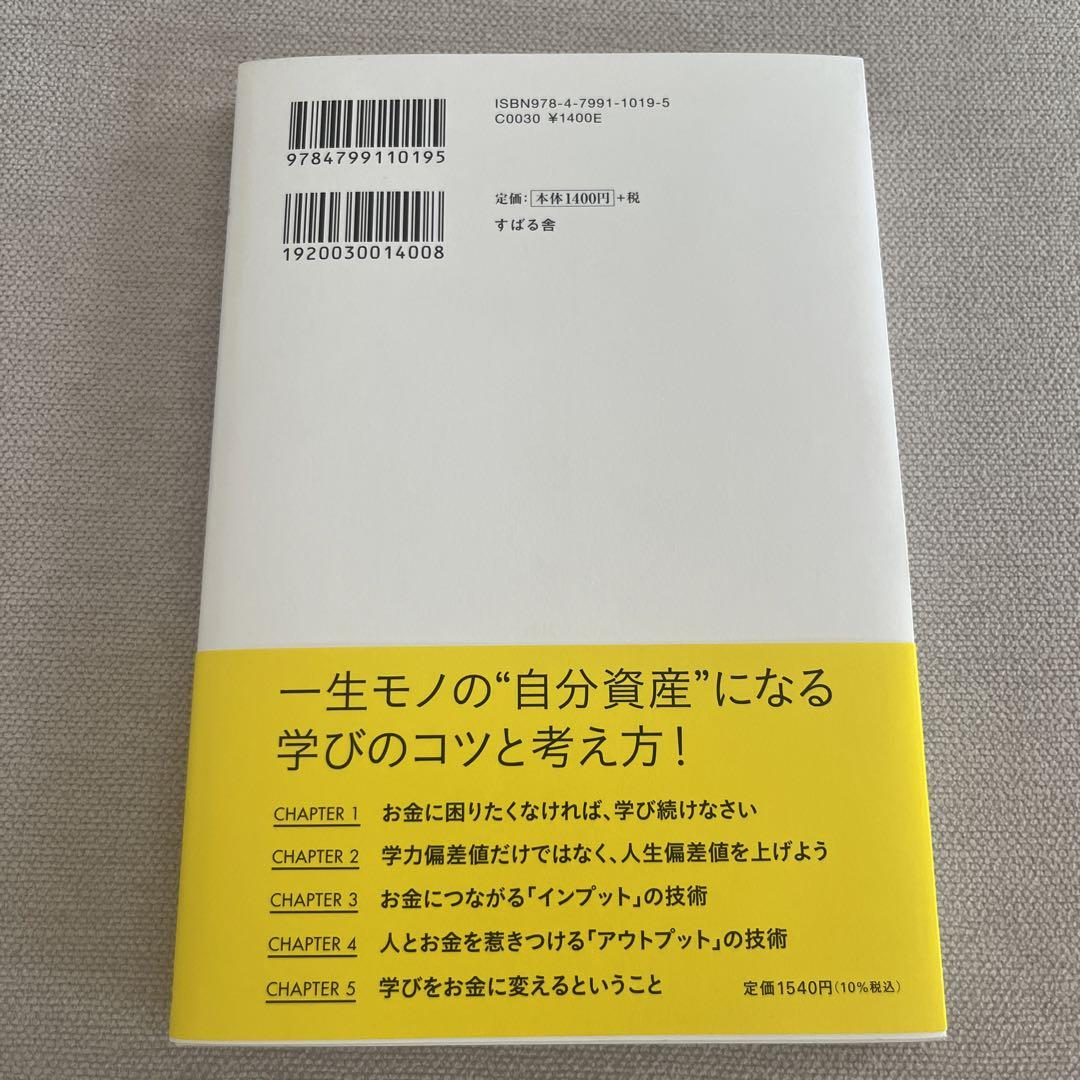 ISBN978-4-7991-1019-5
C0030 ¥1400E
9784799110195
定価：本体1400円+税
すばる舎
1920030014008
一生モノの“自分資産”になる
学びのコツと考え方！
CHAPTER 1 お金に困りたくなければ、学び続けなさい
CHAPTER 2 学力偏差値だけではなく、人生偏差値を上げよう
CHAPTER 3 お金につながる「インプット」の技術
CHAPTER 4 人とお金を惹きつける「アウトプット」の技術
CHAPTER 5 学びをお金に変えるということ
定価1540円（10％税込）